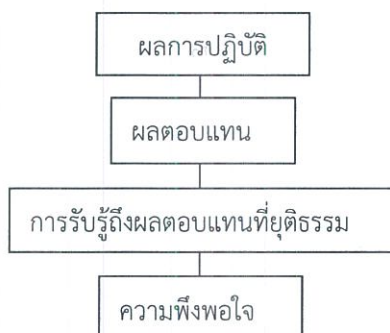 ผลการปฏิบัติ
ผลตอบแทน
การรับรู้ถึงผลตอบแทนที่ยุติธรรม
ความพึงพอใจ